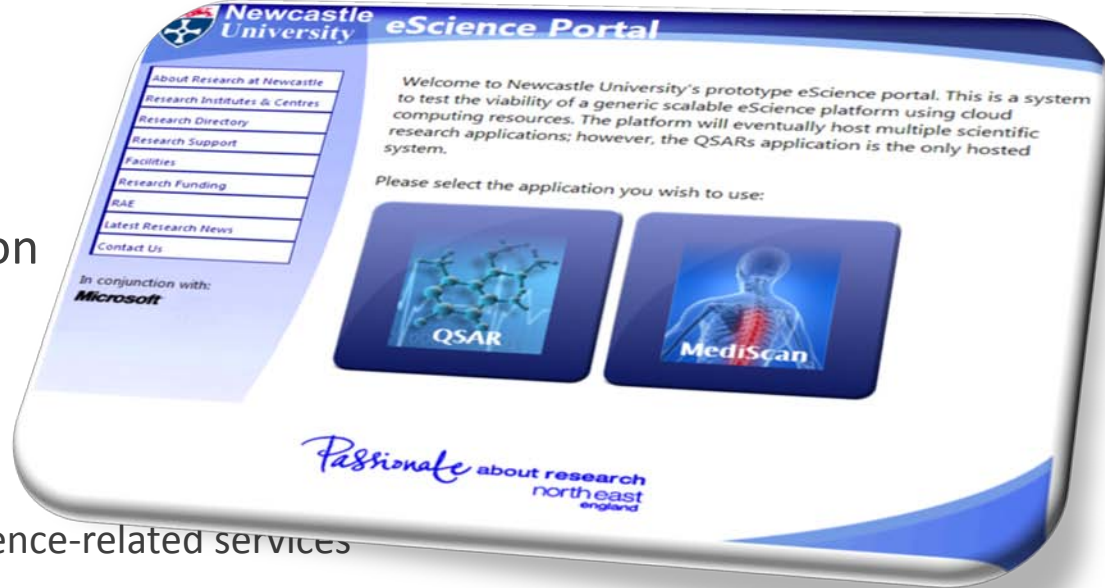 Newcastle
University
eScience Portal
About Research at Newcastle
Research Institutes & Centres
Research Directory
Research Support
Facilities
Research Funding
RAE
Latest Research News
Contact Us
In conjunction with:
Microsoft
Welcome to Newcastle University's prototype eScience portal. This is a system
to test the viability of a generic scalable eScience platform using cloud
computing resources. The platform will eventually host multiple scientific
research applications; however, the QSARs application is the only hosted
system.
Please select the application you wish to use:
QSAR
MediScan
Passionate about research
north east
england
on
ence-related services